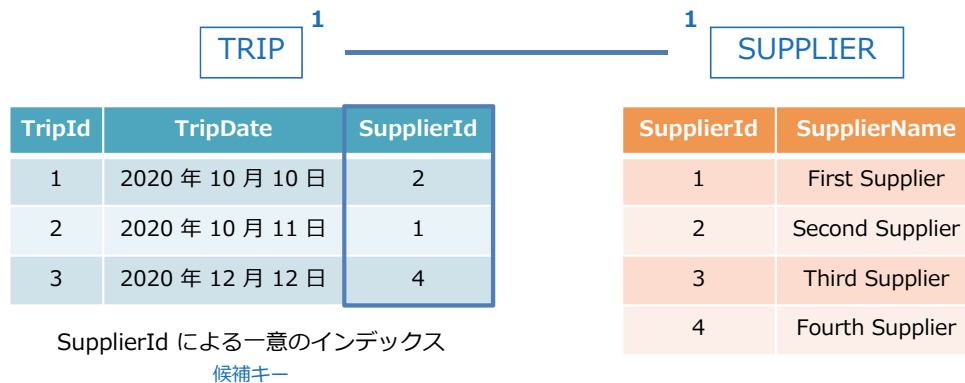 1 1
TRIP SUPPLIER
TripId TripDate SupplierId SupplierId SupplierName
1 2020 年 10 月 10 日 2 1 First Supplier
2 2020 年 10 月 11 日 1 2 Second Supplier
3 2020 年 12 月 12 日 4 3 Third Supplier
4 Fourth Supplier
SupplierId による一意のインデックス
候補キー